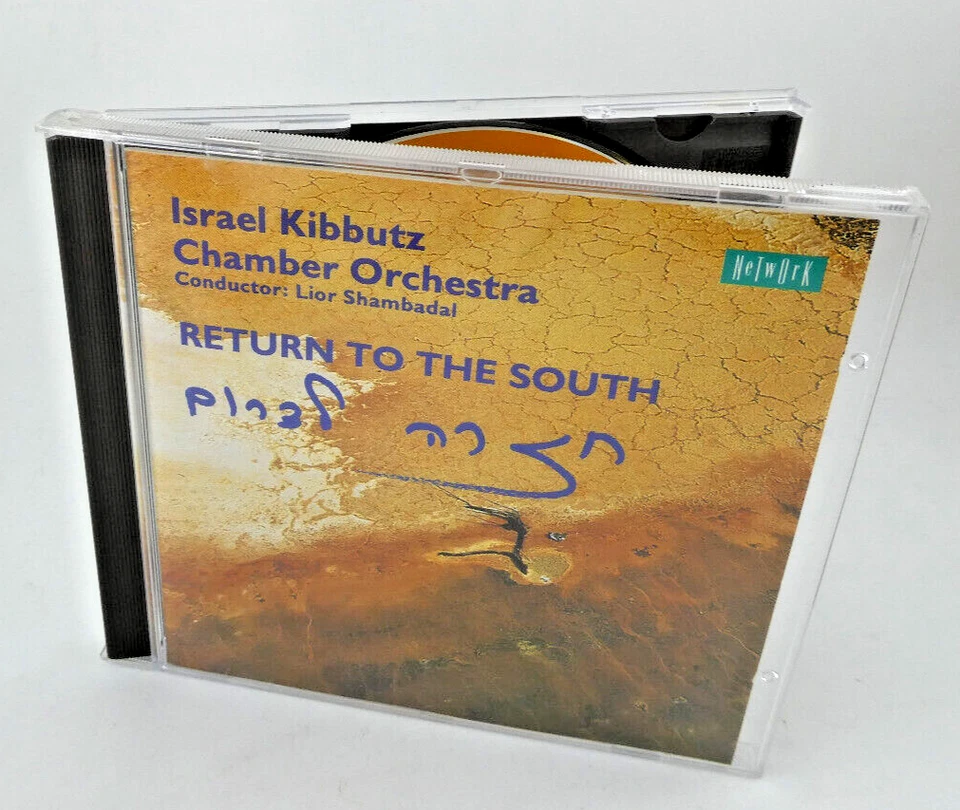 Israel Kibbutz
Chamber Orchestra
Conductor: Lior Shambadal
NeTwOrK
RETURN TO THE SOUTH
חזרה לדרום